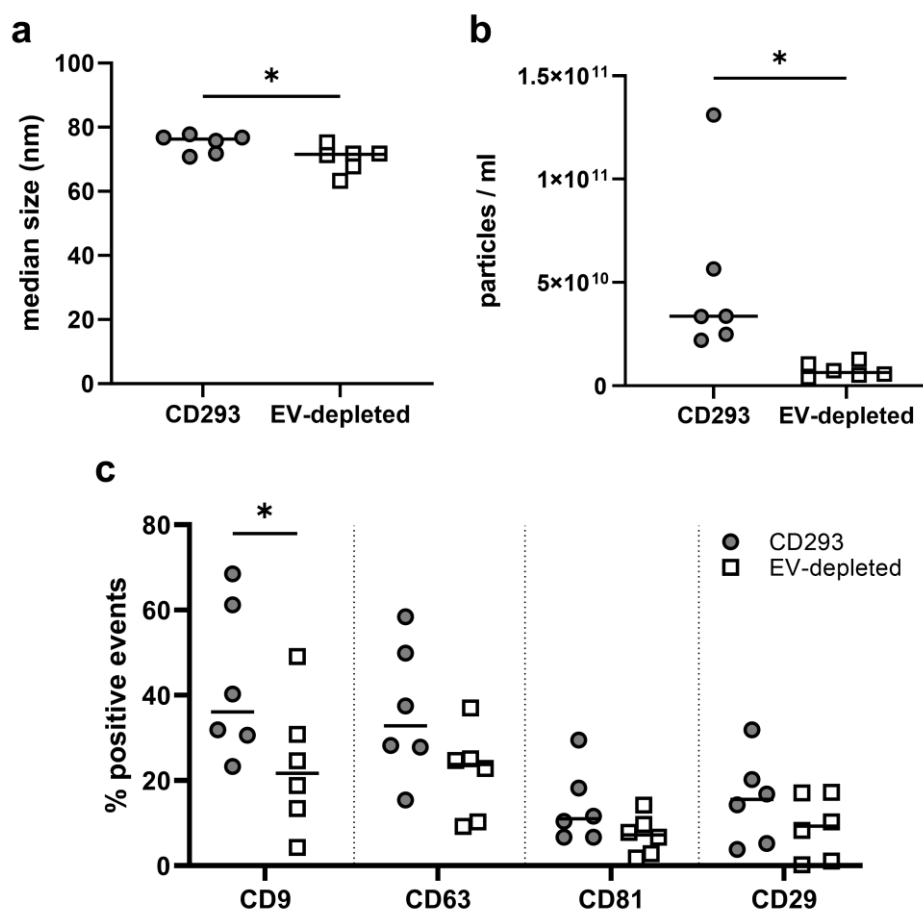 a
100
80
60
40
20
0
median size (nm)
*
CD293 EV-depleted
b
1.5×10¹¹
1×10¹¹
5×10¹⁰
0
particles / ml
*
CD293 EV-depleted
c
80
60
40
20
0
% positive events
*
CD293
EV-depleted
CD9 CD63 CD81 CD29